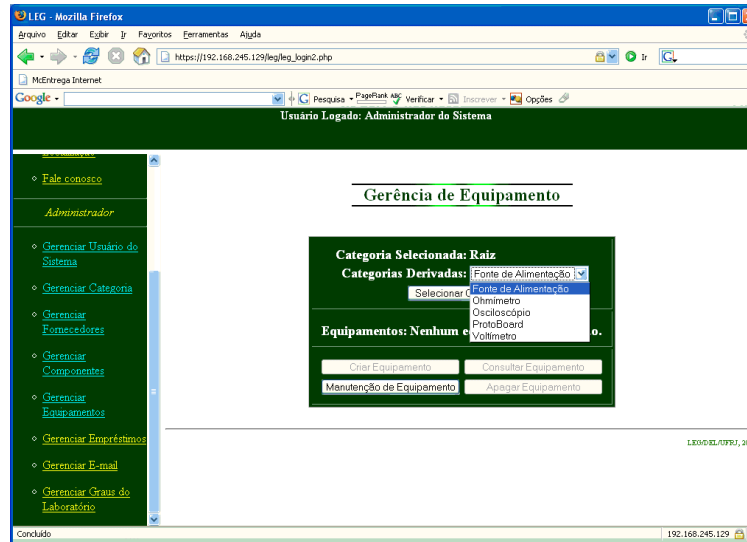 LEG - Mozilla Firefox
Arquivo Editar Exibir Ir Favoritos Ferramentas Ajuda
https://192.168.245.129/leg/leg_login2.php
Ir
G
McEntrega Internet
Google
G Pesquisa PageRank ABC Verificar Inscrever Opções
Usuário Logado: Administrador do Sistema
Fale conosco
Administrador
Gerenciar Usuário do
Sistema
Gerenciar Categoria
Gerenciar
Fornecedores
Gerenciar
Componentes
Gerenciar
Equipamentos
Gerenciar Empréstimos
Gerenciar E-mail
Gerenciar Graus do
Laboratório
Gerência de Equipamento
Categoria Selecionada: Raiz
Categorias Derivadas: Fonte de Alimentação
Selecionar
Fonte de Alimentação
Ohmímetro
Osciloscópio
ProtoBoard
Voltímetro
Equipamentos: Nenhum
Criar Equipamento Consultar Equipamento
Manutenção de Equipamento Apagar Equipamento
LEG/DEL/UFRJ,
Concluído
192.168.245.129